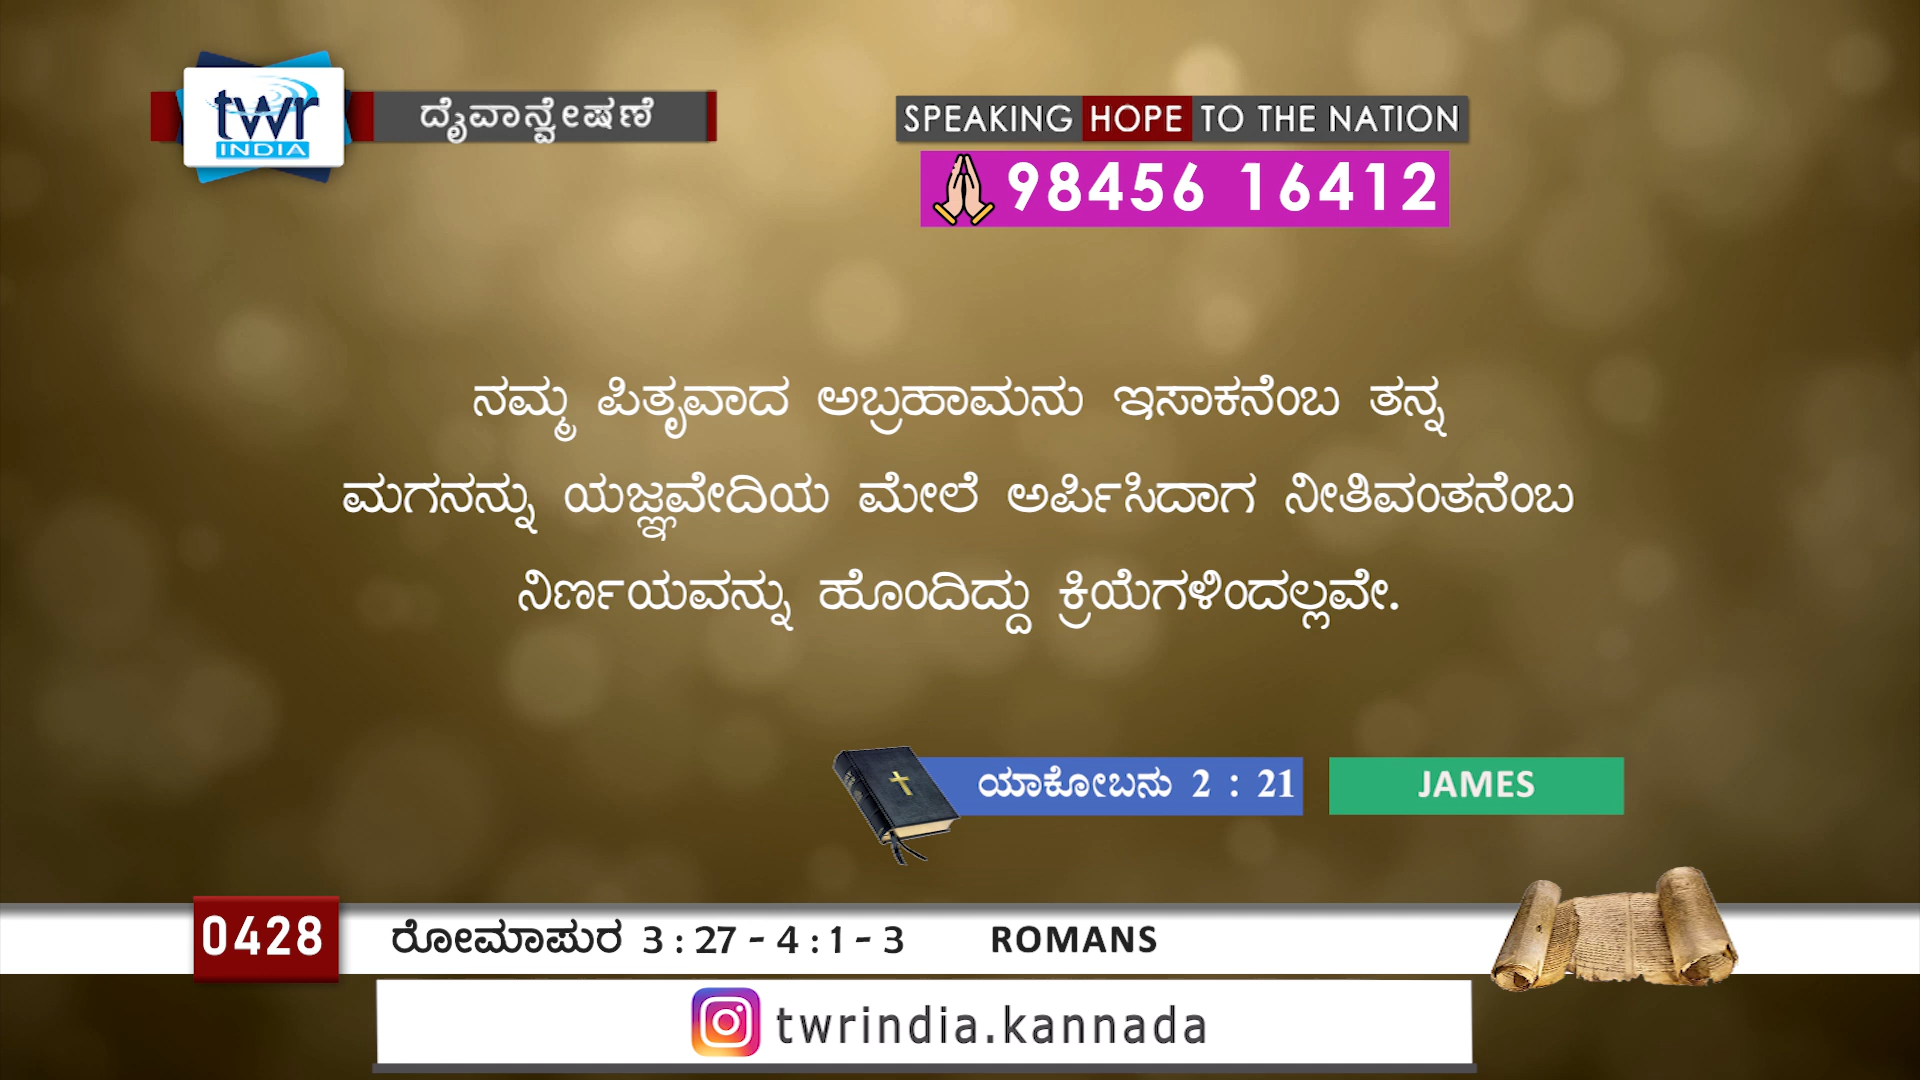 twr
INDIA
ದೈವಾನ್ವೇಷಣೆ
SPEAKING HOPE TO THE NATION
98456 16412
ನಮ್ಮ ಪಿತೃವಾದ ಅಬ್ರಹಾಮನು ಇಸಾಕನೆಂಬ ತನ್ನ
ಮಗನನ್ನು ಯಜ್ಞವೇದಿಯ ಮೇಲೆ ಅರ್ಪಿಸಿದಾಗ ನೀತಿವಂತನೆಂಬ
ನಿರ್ಣಯವನ್ನು ಹೊಂದಿದ್ದು ಕ್ರಿಯೆಗಳಿಂದಲ್ಲವೇ.
ಯಾಕೋಬನು 2 : 21
JAMES
0428
ರೋಮಾಪುರ 3 : 27 - 4 : 1 - 3 ROMANS
twrindia.kannada